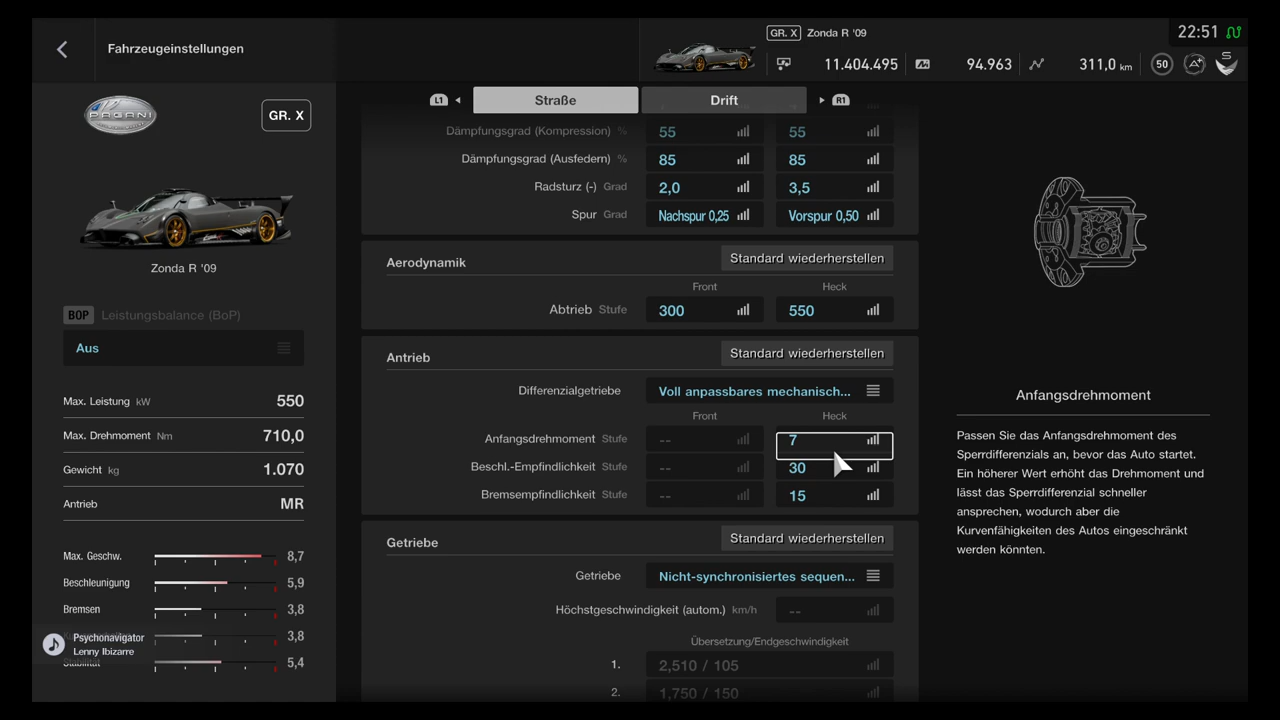 22:51
Fahrzeugeinstellungen
GR. X Zonda R '09
11.404.495 94.963 311,0 km 50
L1 Straße Drift R1
PAGANI
GR. X
Zonda R '09
BOP Leistungsbalance (BoP)
Aus
Max. Leistung kW 550
Max. Drehmoment Nm 710,0
Gewicht kg 1.070
Antrieb MR
Max. Geschw. 8,7
Beschleunigung 5,9
Bremsen 3,8
3,8
Stabilität 5,4
Psychonavigator
Lenny Ibizarre
Dämpfungsgrad (Kompression) % 55 55
Dämpfungsgrad (Ausfedern) % 85 85
Radsturz (-) Grad 2,0 3,5
Spur Grad Nachspur 0,25 Vorspur 0,50
Aerodynamik Standard wiederherstellen
Front Heck
Abtrieb Stufe 300 550
Antrieb Standard wiederherstellen
Differenzialgetriebe Voll anpassbares mechanisch...
Front Heck
Anfangsdrehmoment Stufe -- 7
Beschl.-Empfindlichkeit Stufe -- 30
Bremsempfindlichkeit Stufe -- 15
Getriebe Standard wiederherstellen
Getriebe Nicht-synchronisiertes sequen...
Höchstgeschwindigkeit (autom.) km/h --
Übersetzung/Endgeschwindigkeit
1. 2,510 / 105
2. 1,750 / 150
Anfangsdrehmoment
Passen Sie das Anfangsdrehmoment des
Sperrdifferenzials an, bevor das Auto startet.
Ein höherer Wert erhöht das Drehmoment und
lässt das Sperrdifferenzial schneller
ansprechen, wodurch aber die
Kurvenfähigkeiten des Autos eingeschränkt
werden könnten.